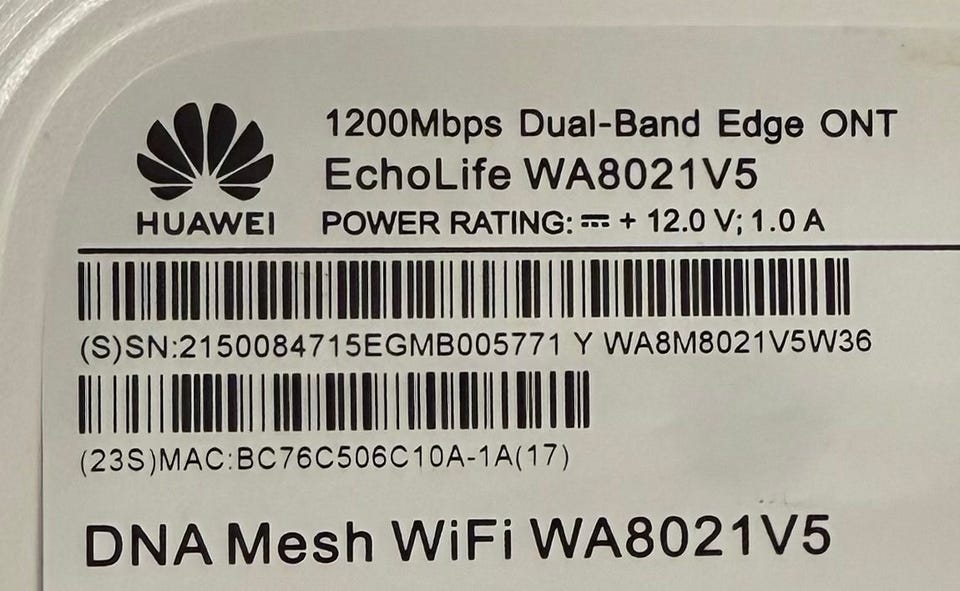 1200Mbps Dual-Band Edge ONT
EchoLife WA8021V5
HUAWEI
POWER RATING: ⎓ + 12.0 V; 1.0 A
(S)SN:2150084715EGMB005771 Y WA8M8021V5W36
(23S)MAC:BC76C506C10A-1A(17)
DNA Mesh WiFi WA8021V5